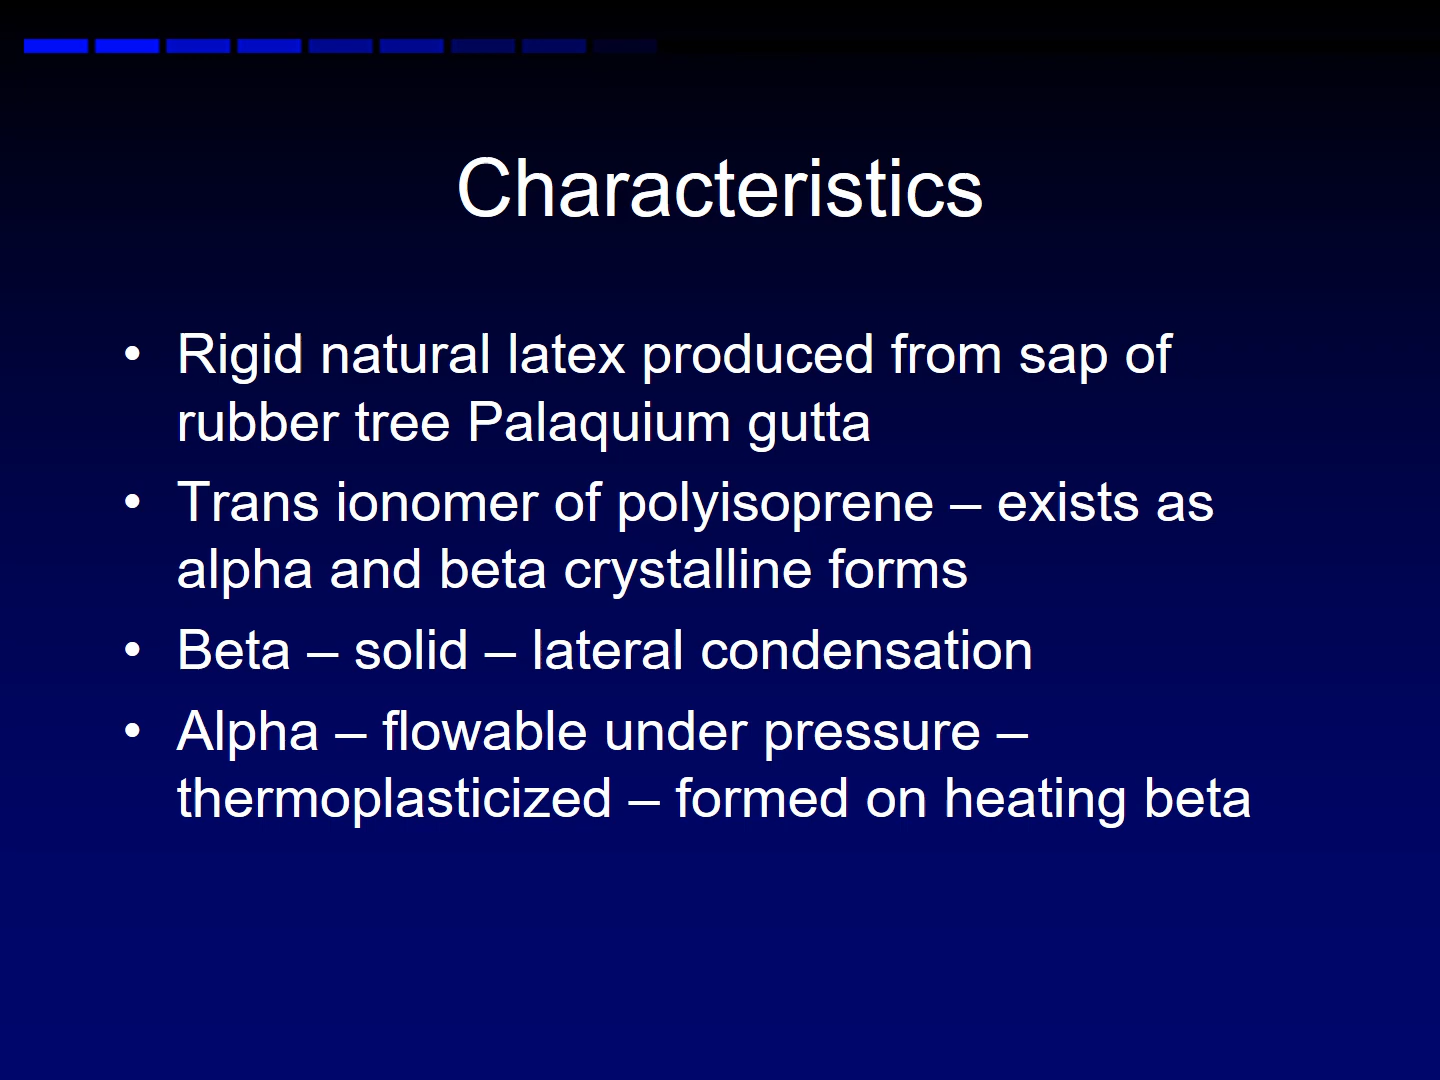 Characteristics
• Rigid natural latex produced from sap of
rubber tree Palaquium gutta
• Trans ionomer of polyisoprene – exists as
alpha and beta crystalline forms
• Beta – solid – lateral condensation
• Alpha – flowable under pressure –
thermoplasticized – formed on heating beta